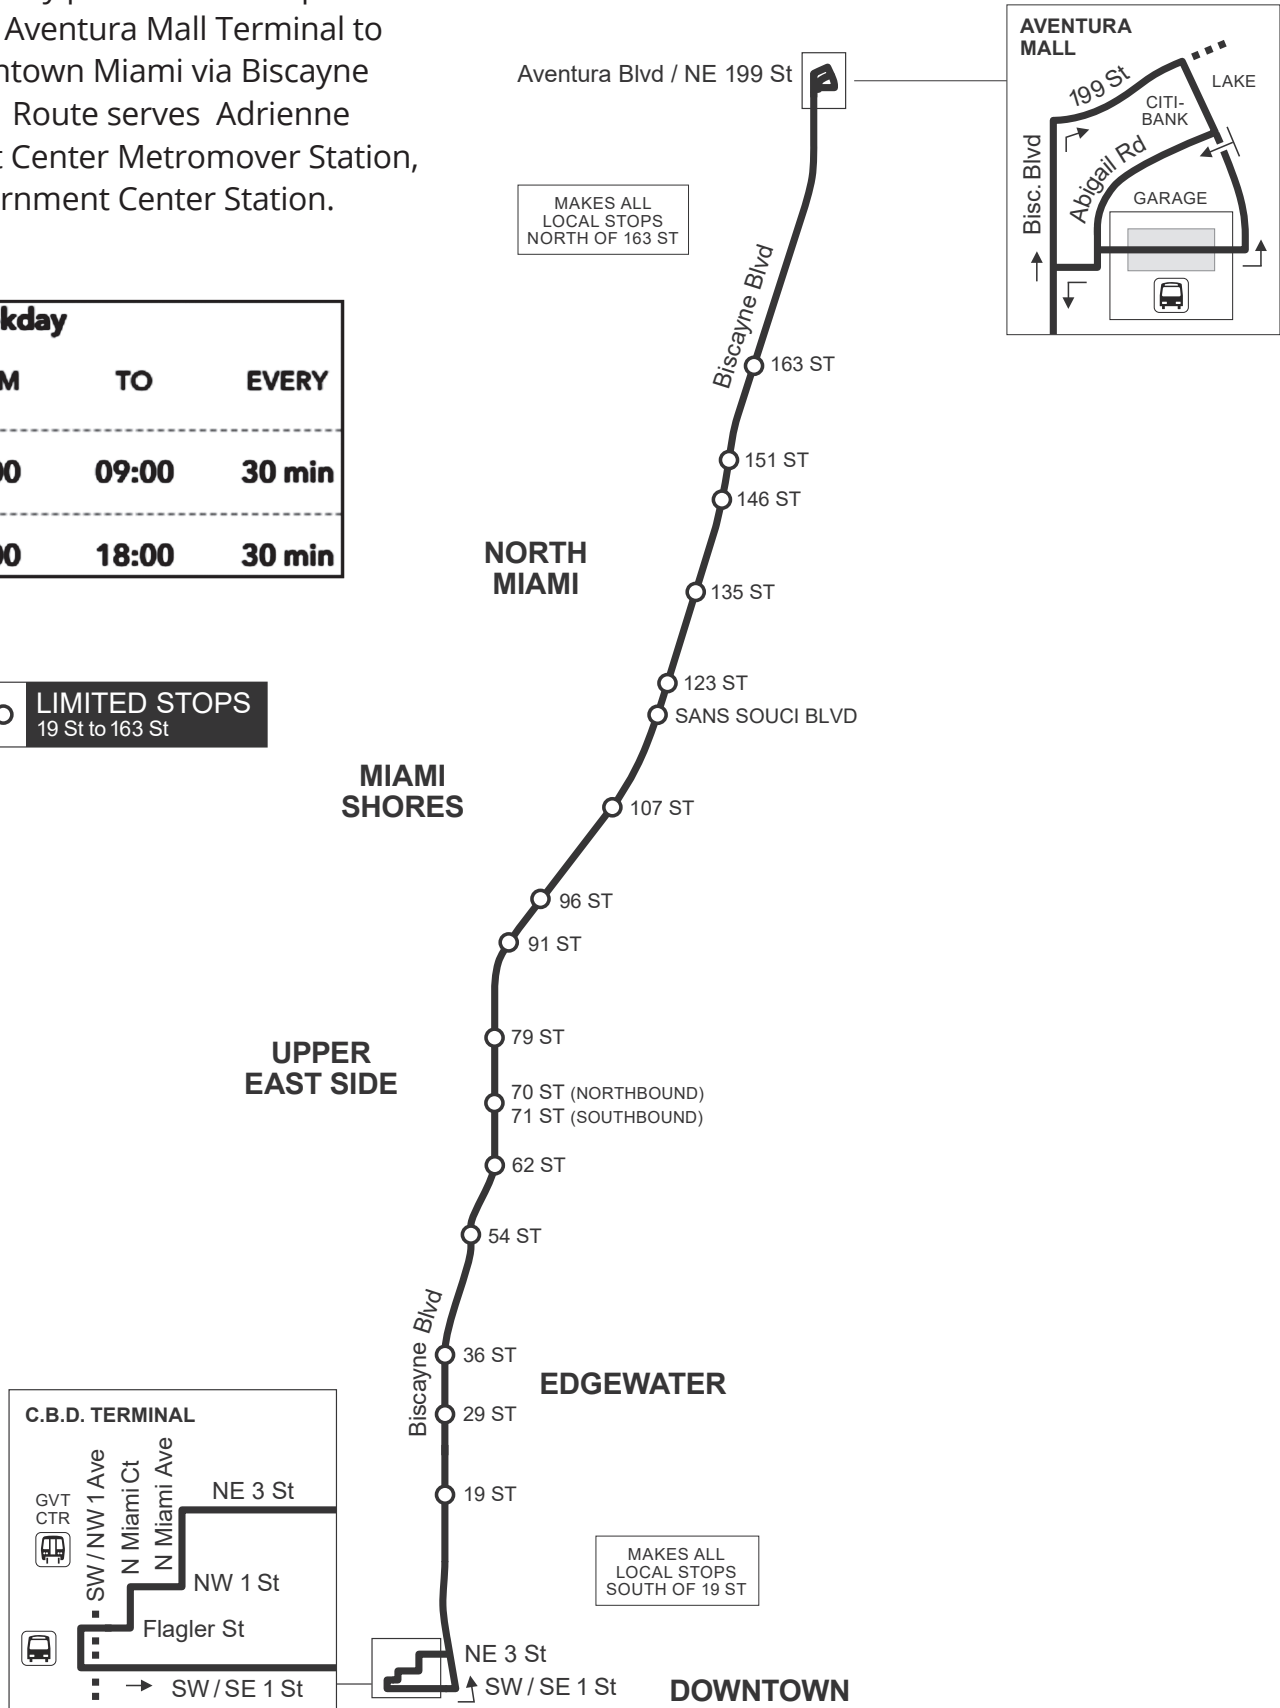 Aventura Mall Terminal to
Miami via Biscayne
Route serves Adrienne
Center Metromover Station,
Center Station.
TO EVERY
09:00 30 min
18:00 30 min
LIMITED STOPS
19 St to 163 St
Aventura Blvd / NE 199 St
MAKES ALL
LOCAL STOPS
NORTH OF 163 ST
Biscayne Blvd
163 ST
151 ST
146 ST
NORTH
MIAMI
135 ST
123 ST
SANS SOUCI BLVD
MIAMI
SHORES
107 ST
96 ST
91 ST
79 ST
UPPER
EAST SIDE
70 ST (NORTHBOUND)
71 ST (SOUTHBOUND)
62 ST
54 ST
Biscayne Blvd
36 ST
EDGEWATER
29 ST
19 ST
MAKES ALL
LOCAL STOPS
SOUTH OF 19 ST
NE 3 St
SW / SE 1 St
DOWNTOWN
AVENTURA
MALL
199 St
LAKE
CITI-
BANK
Bisc. Blvd
Abigail Rd
GARAGE
C.B.D. TERMINAL
GVT
CTR
SW / NW 1 Ave
N Miami Ct
N Miami Ave
NE 3 St
NW 1 St
Flagler St
SW / SE 1 St